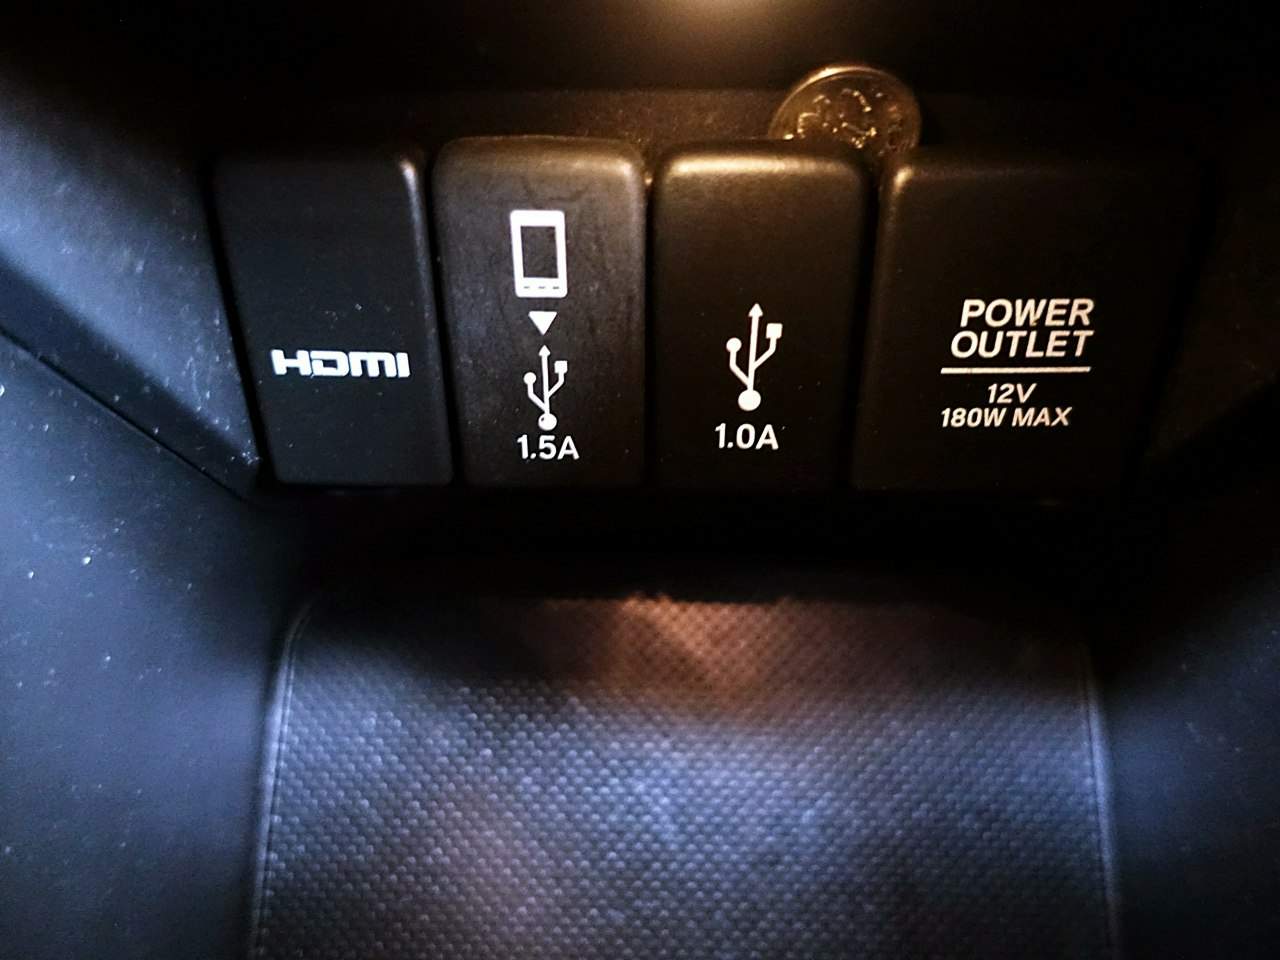 HDMI
1.5A
1.0A
POWER
OUTLET
12V
180W MAX